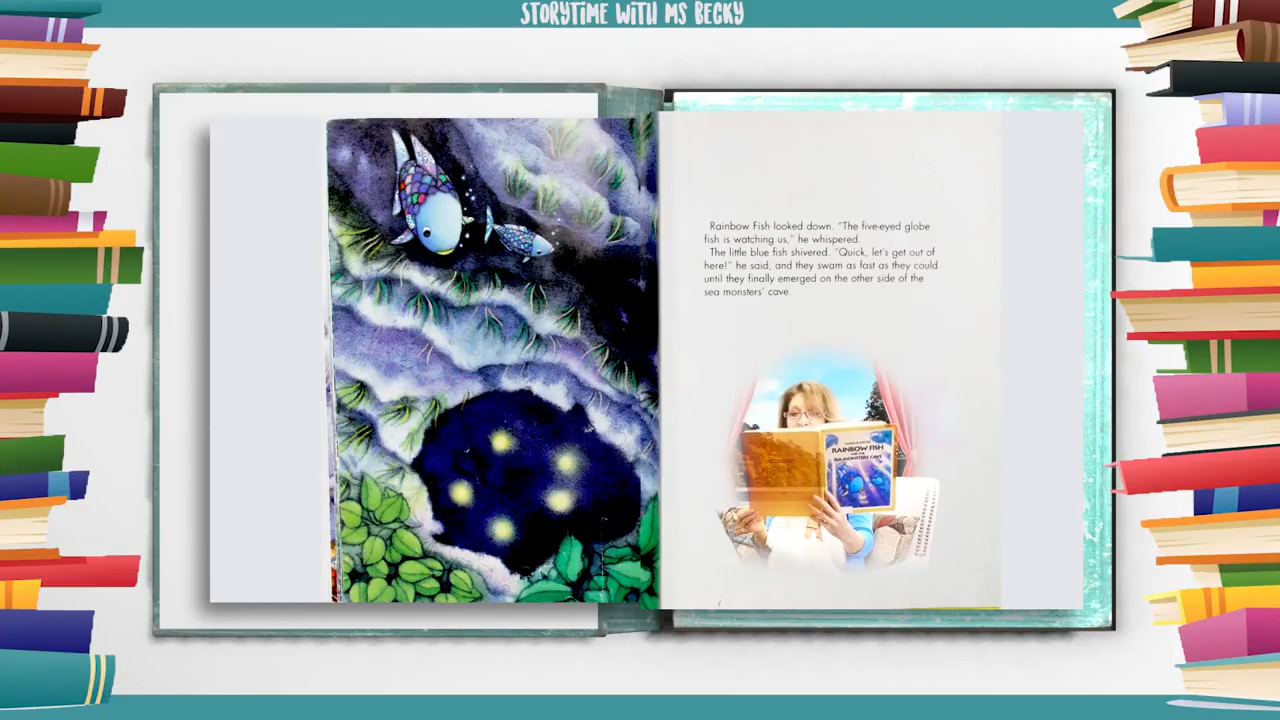 STORYTIME WITH MS BECKY
Rainbow Fish looked down. "The five-eyed globe
fish is watching us," he whispered.
The little blue fish shivered. "Quick, let's get out of
here!" he said, and they swam as fast as they could
until they finally emerged on the other side of the
sea monsters' cave.
RAINBOW FISH
AND THE
SEA MONSTERS' CAVE